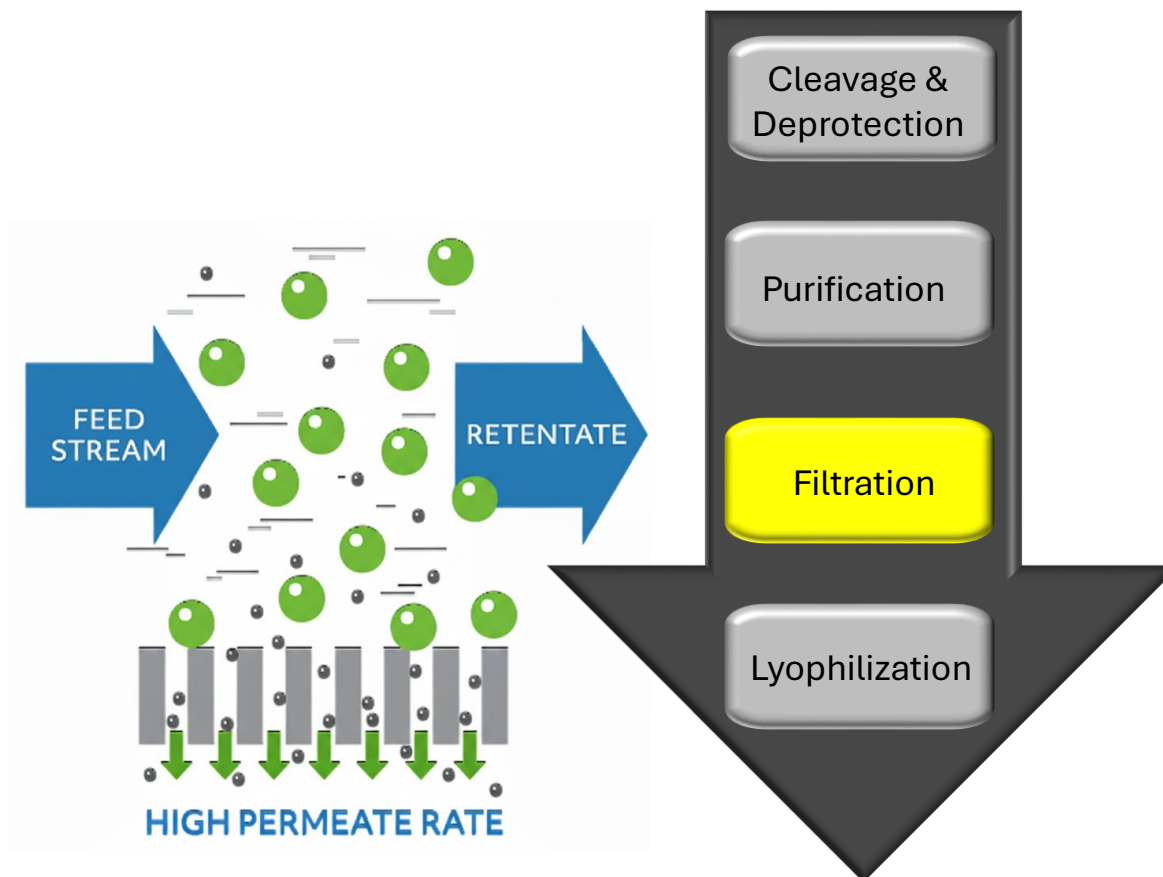 FEED
STREAM
RETENTATE
HIGH PERMEATE RATE
Cleavage &
Deprotection
Purification
Filtration
Lyophilization